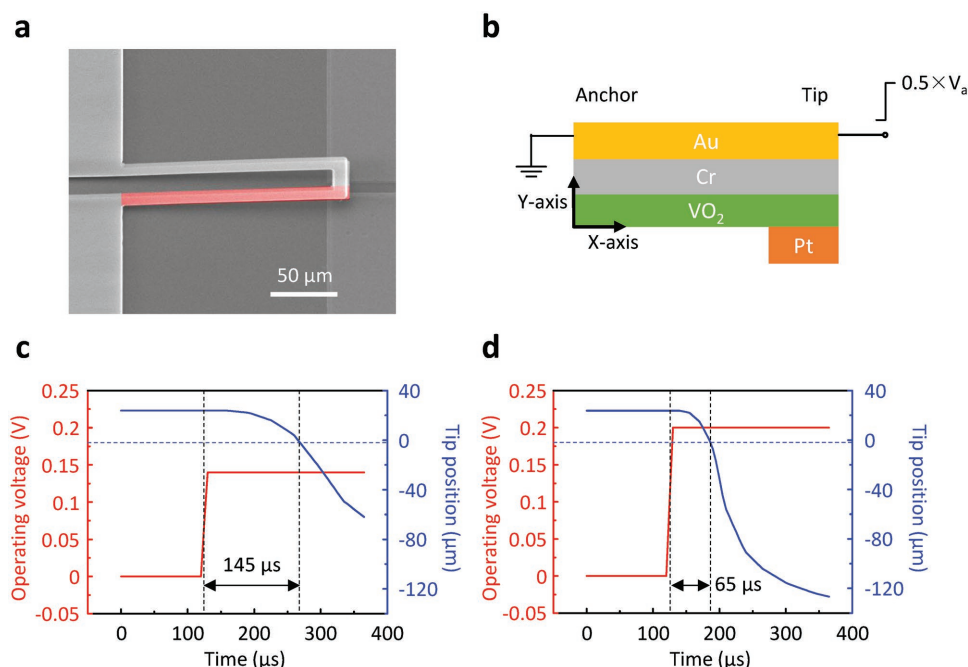 a
50 μm
b
Anchor
Tip
0.5×Va
Au
Cr
VO2
Pt
Y-axis
X-axis
c
Operating voltage (V)
0.25
0.2
0.15
0.1
0.05
0
-0.05
0
100
200
300
400
Time (μs)
145 μs
40
0
-40
-80
-120
Tip position (μm)
d
Operating voltage (V)
0.25
0.2
0.15
0.1
0.05
0
-0.05
0
100
200
300
400
Time (μs)
65 μs
40
0
-40
-80
-120
Tip position (μm)